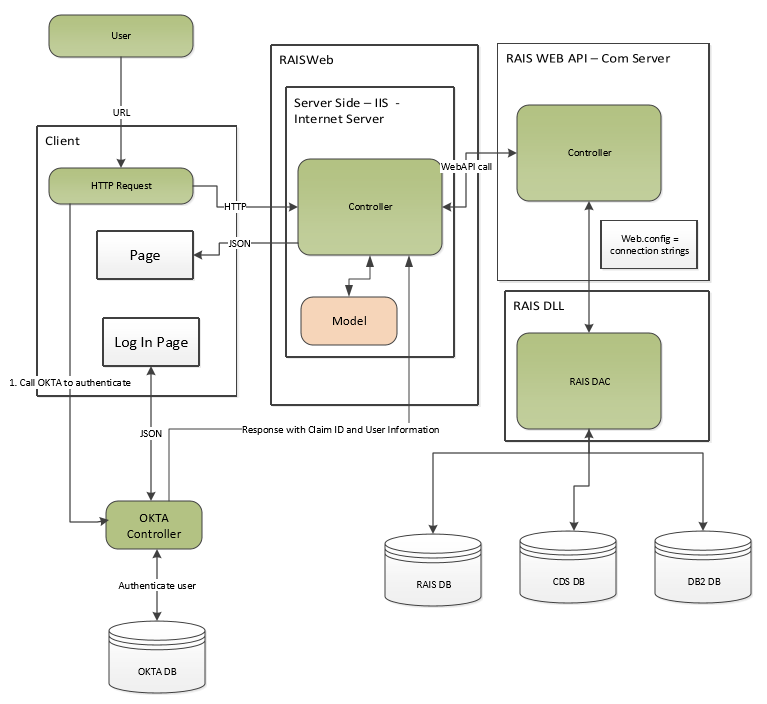 User
URL
Client
HTTP Request
HTTP
JSON
Page
Log In Page
1. Call OKTA to authenticate
JSON
OKTA
Controller
Authenticate user
OKTA DB
RAISWeb
Server Side – IIS -
Internet Server
Controller
Model
Response with Claim ID and User Information
WebAPI call
RAIS WEB API – Com Server
Controller
Web.config =
connection strings
RAIS DLL
RAIS DAC
RAIS DB
CDS DB
DB2 DB